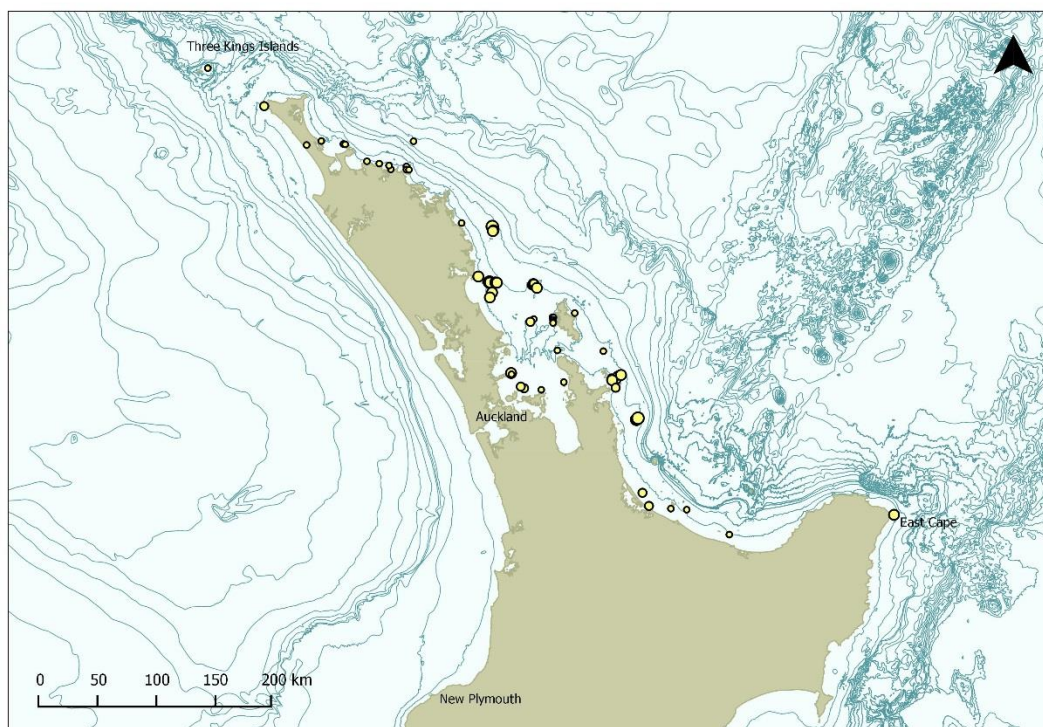 Three Kings Islands
Auckland
East Cape
New Plymouth
0 50 100 150 200 km